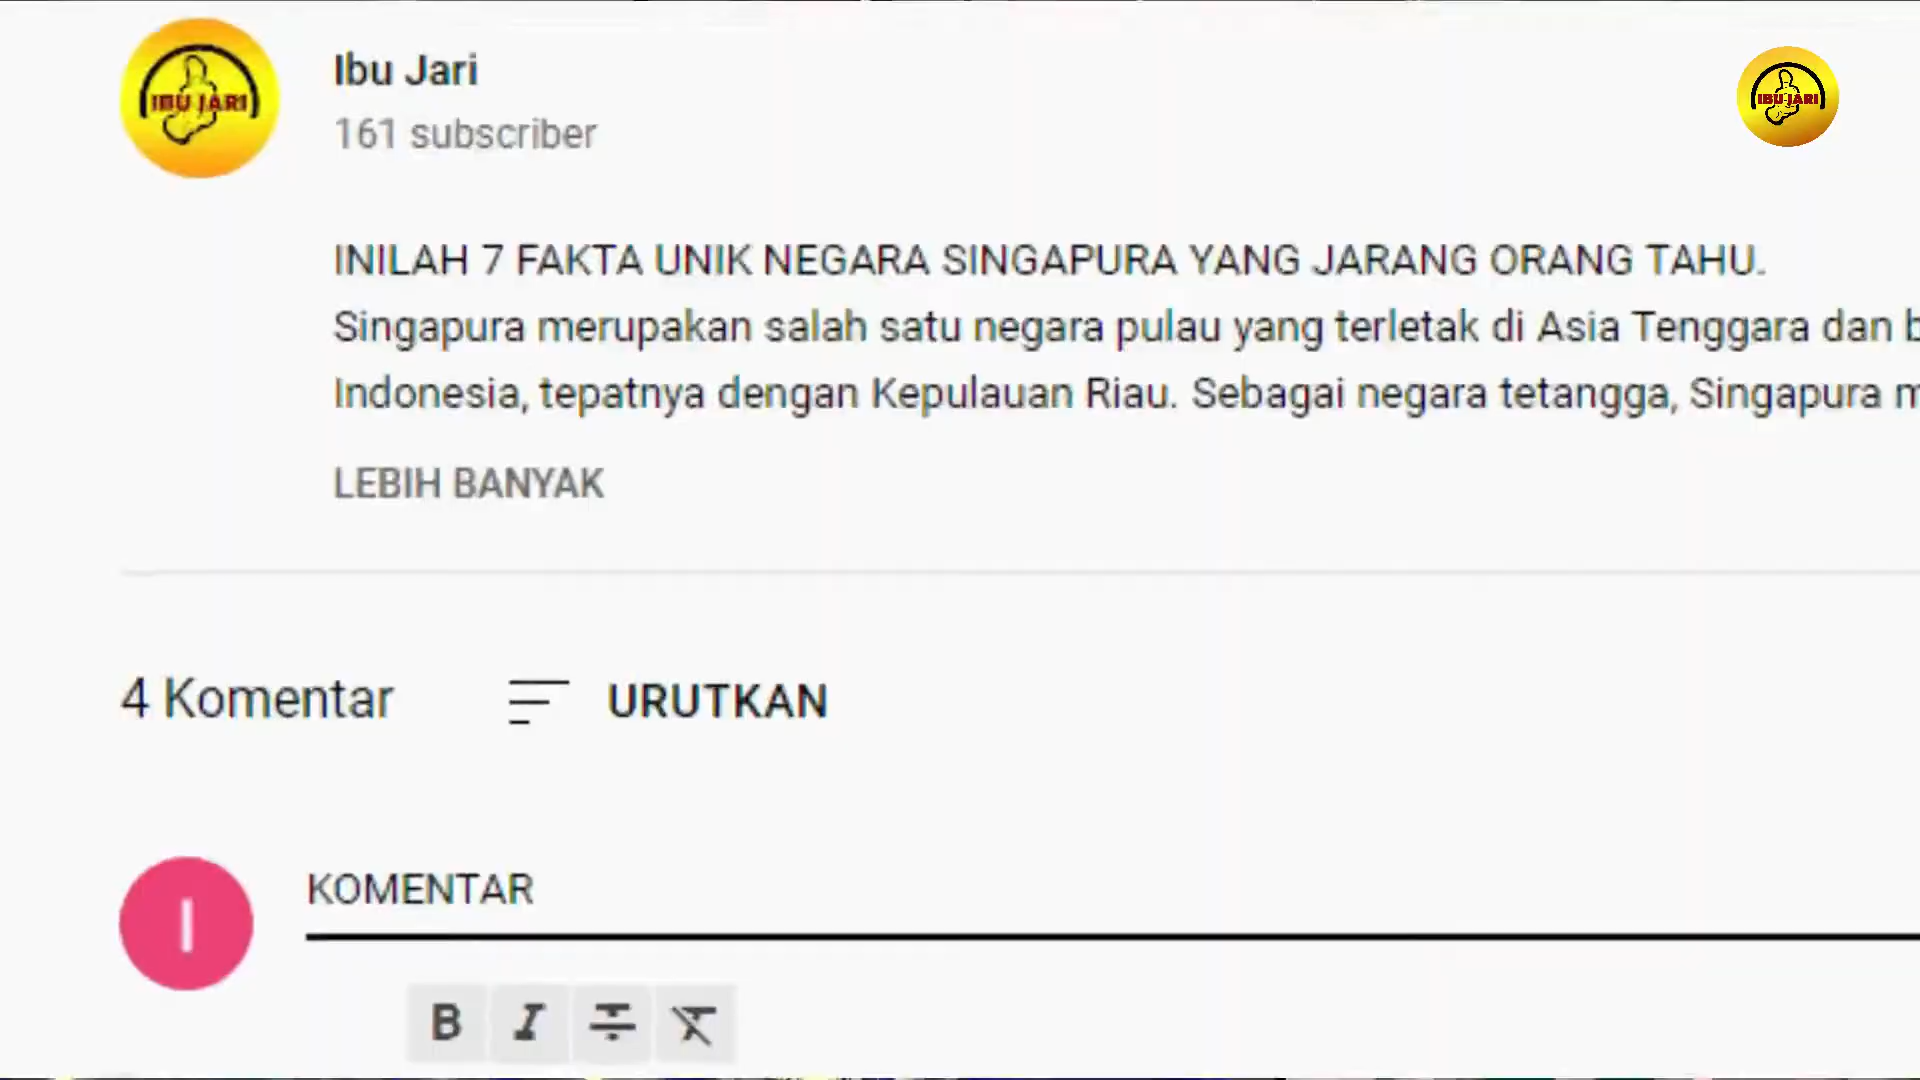 IBU JARI
Ibu Jari
161 subscriber
IBU JARI
INILAH 7 FAKTA UNIK NEGARA SINGAPURA YANG JARANG ORANG TAHU.
Singapura merupakan salah satu negara pulau yang terletak di Asia Tenggara dan
Indonesia, tepatnya dengan Kepulauan Riau. Sebagai negara tetangga, Singapura
LEBIH BANYAK
4 Komentar
URUTKAN
I
KOMENTAR
B I